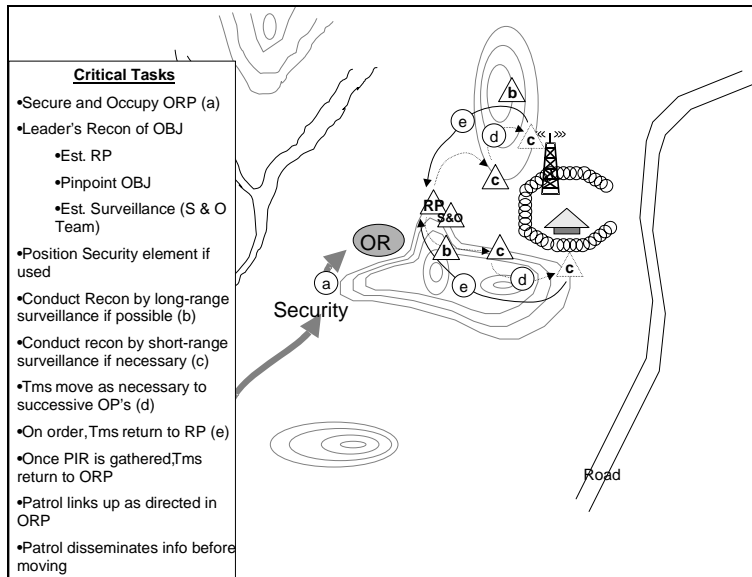 Critical Tasks
•Secure and Occupy ORP (a)
•Leader's Recon of OBJ
•Est. RP
•Pinpoint OBJ
•Est. Surveillance (S & O
Team)
•Position Security element if
used
•Conduct Recon by long-range
surveillance if possible (b)
•Conduct recon by short-range
surveillance if necessary (c)
•Tms move as necessary to
successive OP's (d)
•On order,Tms return to RP (e)
•Once PIR is gathered,Tms
return to ORP
•Patrol links up as directed in
ORP
•Patrol disseminates info before
moving
b
e
d
c
c
RP
S&O
OR
b
c
c
a
d
e
Security
Road